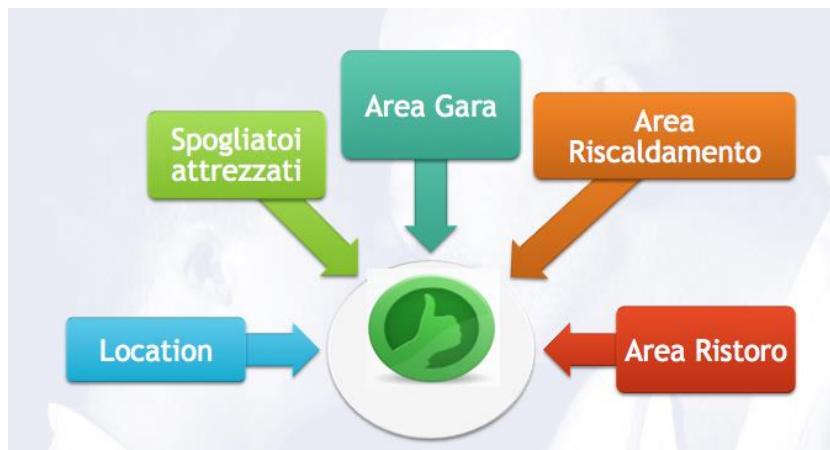 Area Gara
Spogliatoi
attrezzati
Area
Riscaldamento
Location
Area Ristoro